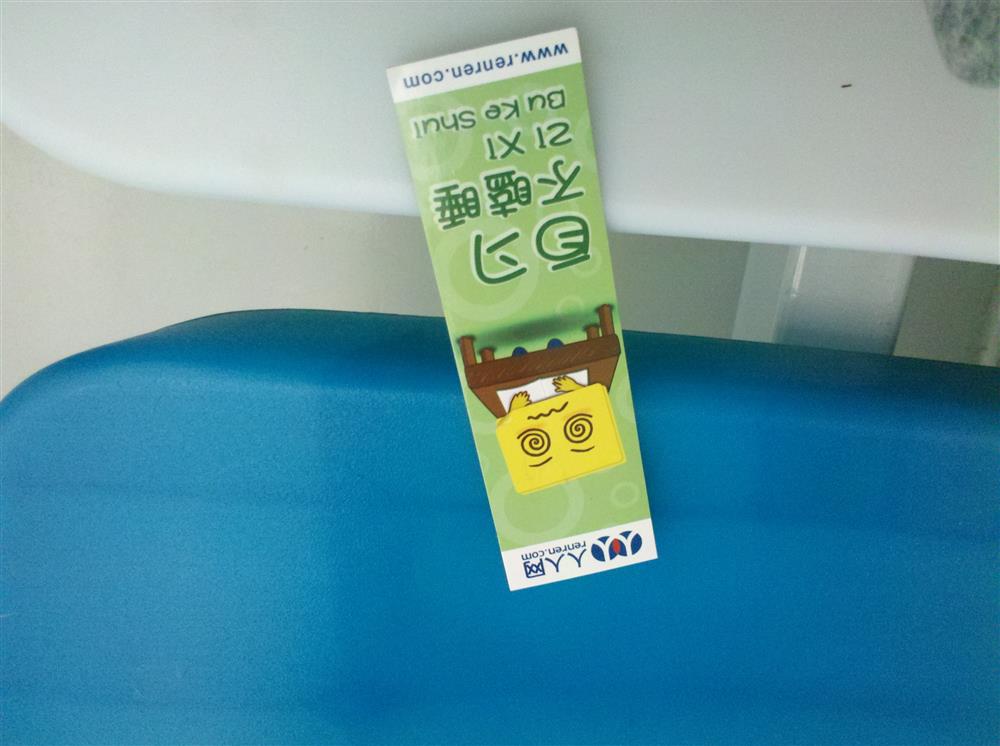 人人网
renren.com
自习
不瞌睡
ZI XI
Bu Ke Shui
www.renren.com